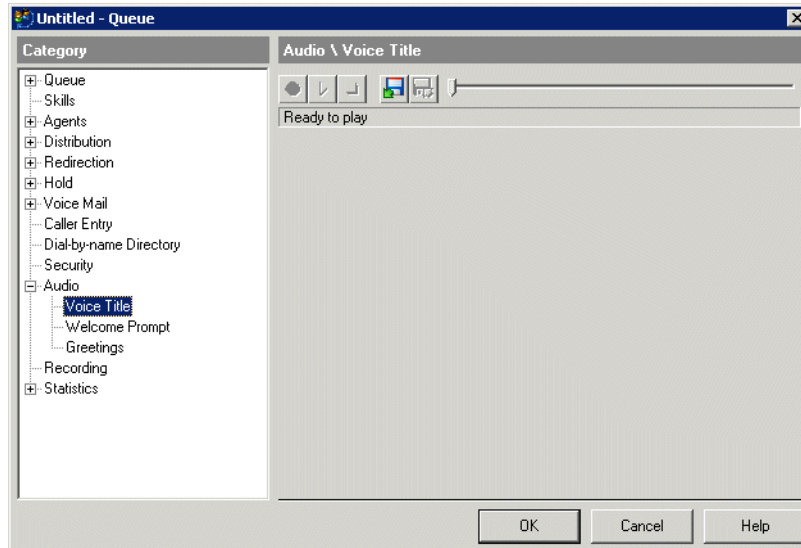 Untitled - Queue
Category
Audio \ Voice Title
Queue
Skills
Agents
Distribution
Redirection
Hold
Voice Mail
Caller Entry
Dial-by-name Directory
Security
Audio
Voice Title
Welcome Prompt
Greetings
Recording
Statistics
Ready to play
OK
Cancel
Help